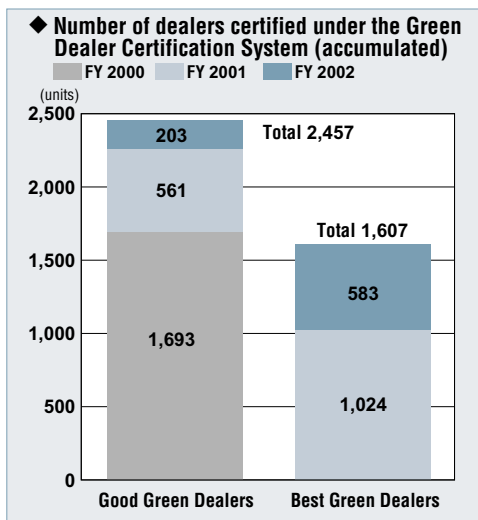 ◆ Number of dealers certified under the Green
Dealer Certification System (accumulated)
FY 2000 FY 2001 FY 2002
(units)
2,500
203
Total 2,457
561
2,000
Total 1,607
1,500
583
1,693
1,000
1,024
500
0
Good Green Dealers Best Green Dealers